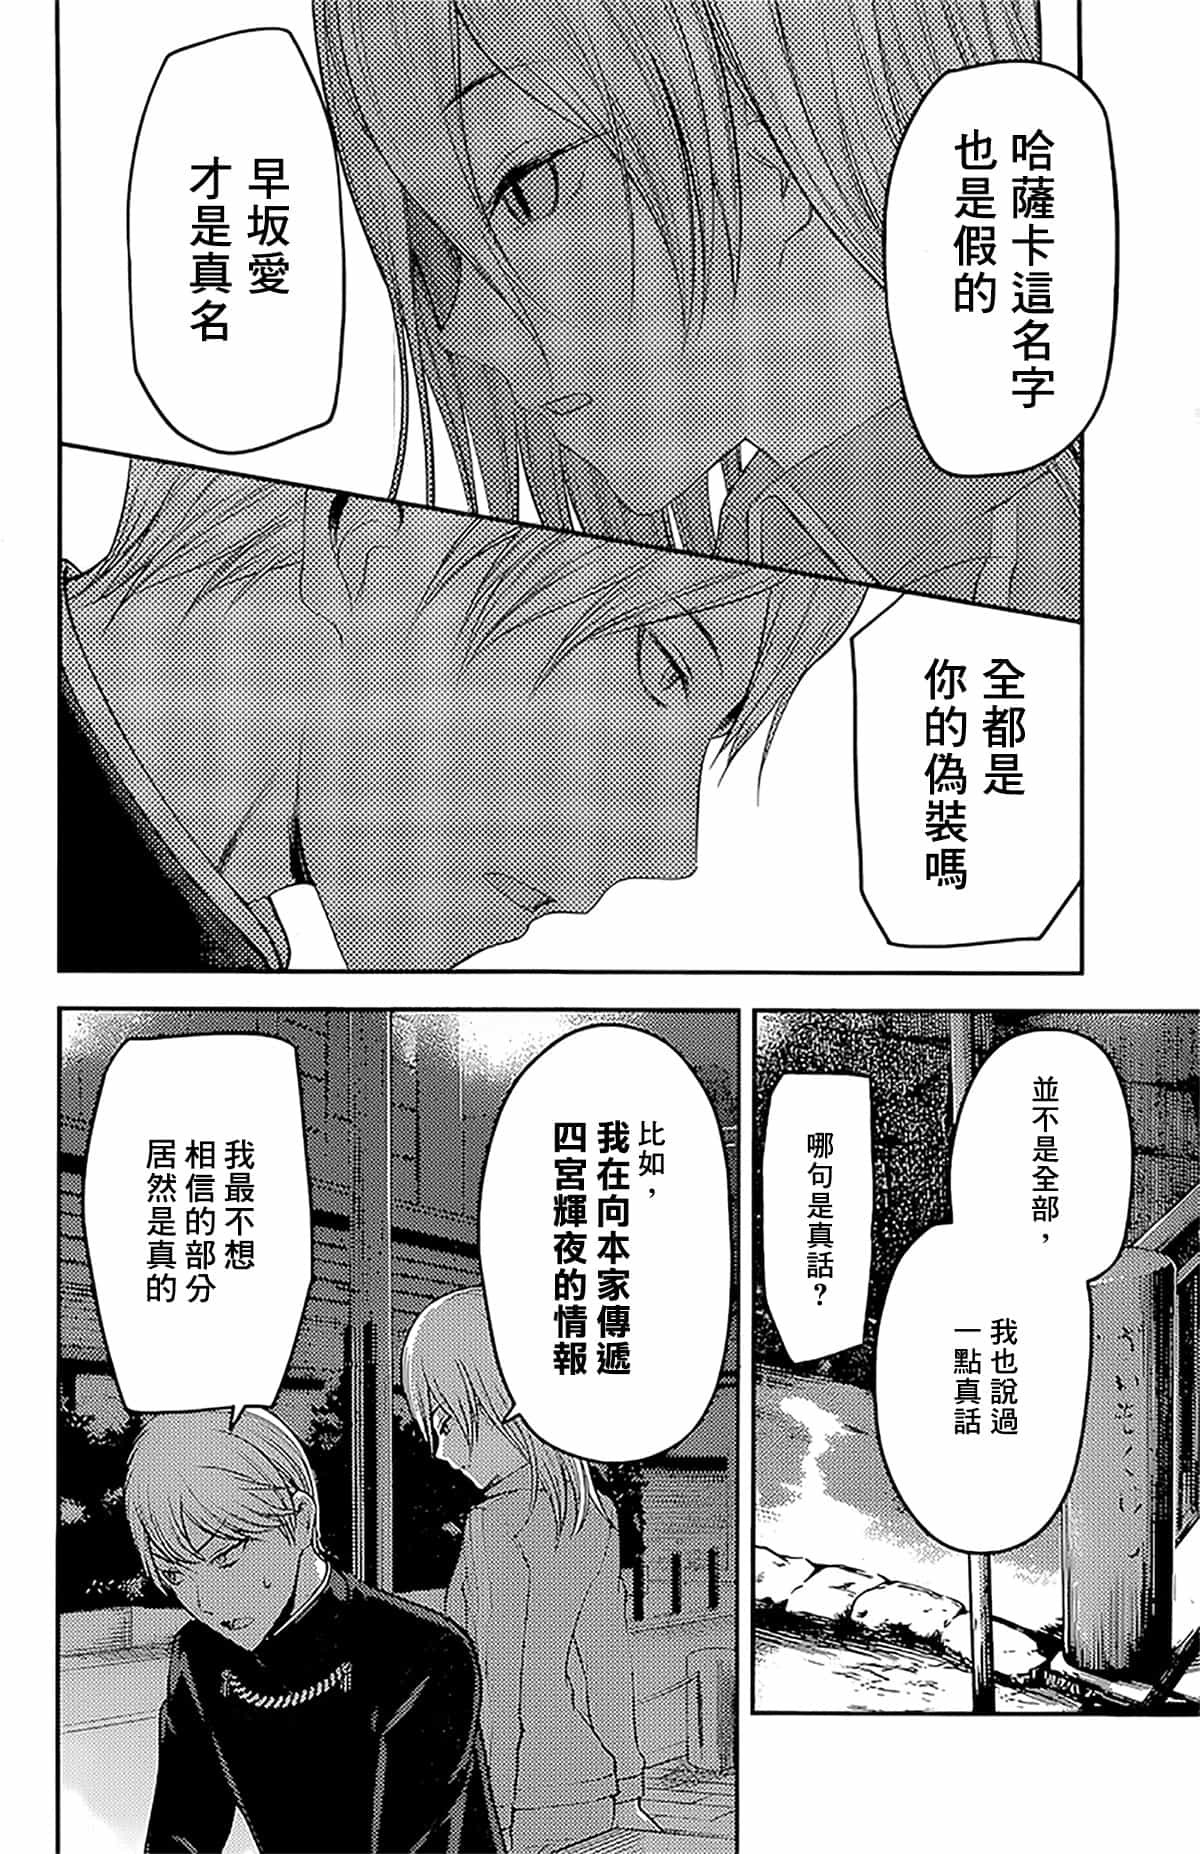 哈薩卡這名字
也是假的
早坂愛
才是真名
全都是
你的偽裝嗎
並不是全部，
我也說過
一點真話
哪句是真話?
比如，
我在向本家傳遞
四宮輝夜的情報
我最不想
相信的部分
居然是真的